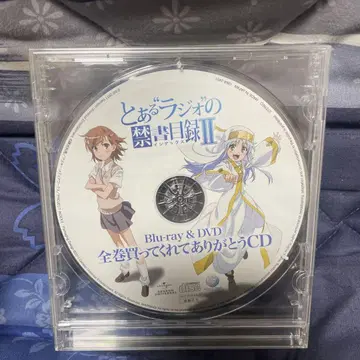 とある"ラジオ"の
禁書目録II
インデックス
Blu-ray & DVD
全巻買ってくれてありがとうCD